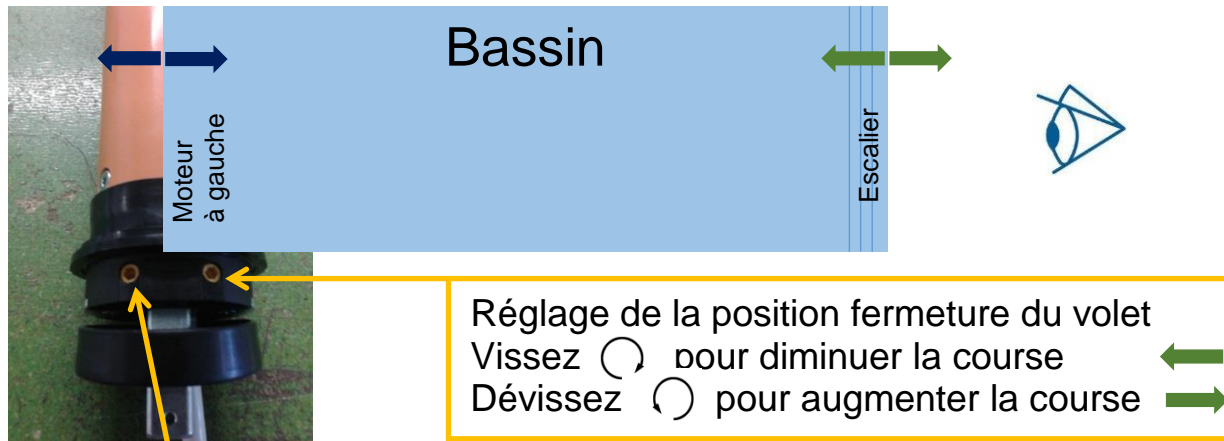 Bassin
Moteur
à gauche
Escalier
Réglage de la position fermeture du volet
Vissez pour diminuer la course
Dévissez pour augmenter la course